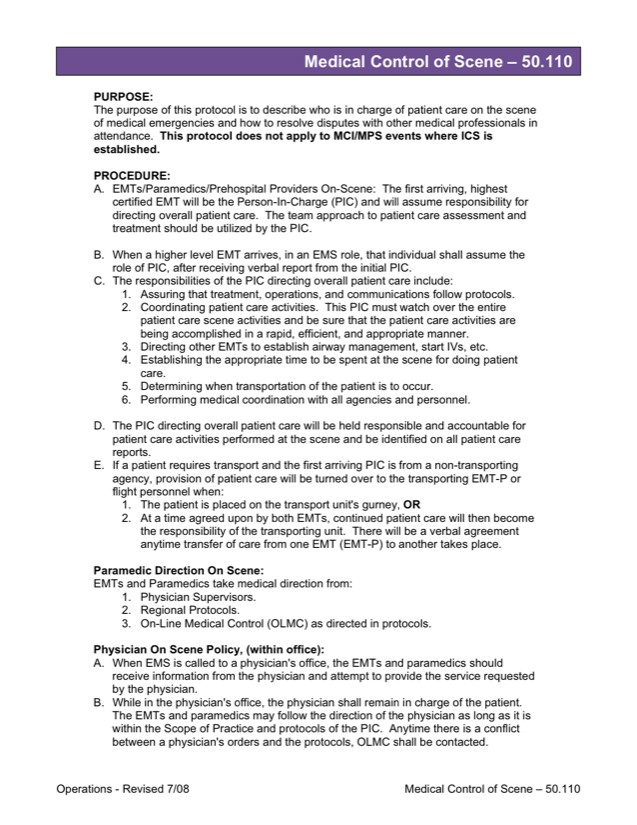 Medical Control of Scene – 50.110
PURPOSE:
The purpose of this protocol is to describe who is in charge of patient care on the scene
of medical emergencies and how to resolve disputes with other medical professionals in
attendance.  This protocol does not apply to MCI/MPS events where ICS is
established.
PROCEDURE:
A. EMTs/Paramedics/Prehospital Providers On-Scene:  The first arriving, highest
certified EMT will be the Person-In-Charge (PIC) and will assume responsibility for
directing overall patient care.  The team approach to patient care assessment and
treatment should be utilized by the PIC.
B. When a higher level EMT arrives, in an EMS role, that individual shall assume the
role of PIC, after receiving verbal report from the initial PIC.
C. The responsibilities of the PIC directing overall patient care include:
1. Assuring that treatment, operations, and communications follow protocols.
2. Coordinating patient care activities.  This PIC must watch over the entire
patient care scene activities and be sure that the patient care activities are
being accomplished in a rapid, efficient, and appropriate manner.
3. Directing other EMTs to establish airway management, start IVs, etc.
4. Establishing the appropriate time to be spent at the scene for doing patient
care.
5. Determining when transportation of the patient is to occur.
6. Performing medical coordination with all agencies and personnel.
D. The PIC directing overall patient care will be held responsible and accountable for
patient care activities performed at the scene and be identified on all patient care
reports.
E. If a patient requires transport and the first arriving PIC is from a non-transporting
agency, provision of patient care will be turned over to the transporting EMT-P or
flight personnel when:
1. The patient is placed on the transport unit's gurney, OR
2. At a time agreed upon by both EMTs, continued patient care will then become
the responsibility of the transporting unit.  There will be a verbal agreement
anytime transfer of care from one EMT (EMT-P) to another takes place.
Paramedic Direction On Scene:
EMTs and Paramedics take medical direction from:
1. Physician Supervisors.
2. Regional Protocols.
3. On-Line Medical Control (OLMC) as directed in protocols.
Physician On Scene Policy, (within office):
A. When EMS is called to a physician's office, the EMTs and paramedics should
receive information from the physician and attempt to provide the service requested
by the physician.
B. While in the physician's office, the physician shall remain in charge of the patient.
The EMTs and paramedics may follow the direction of the physician as long as it is
within the Scope of Practice and protocols of the PIC.  Anytime there is a conflict
between a physician's orders and the protocols, OLMC shall be contacted.
Operations - Revised 7/08 Medical Control of Scene – 50.110